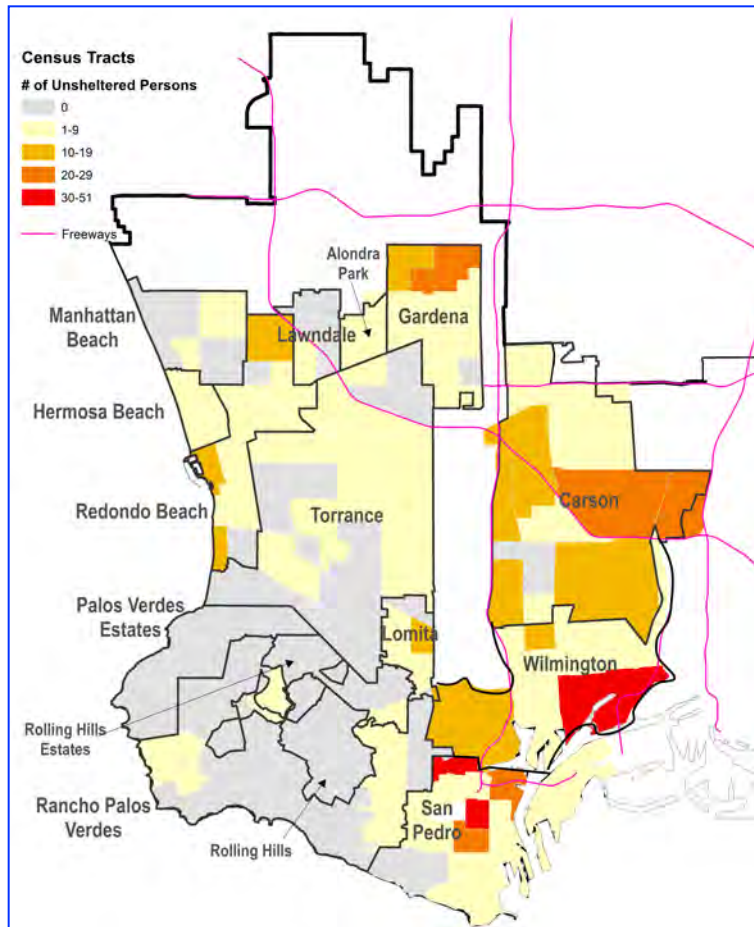 Census Tracts
# of Unsheltered Persons
0
1-9
10-19
20-29
30-51
Freeways
Alondra
Park
Manhattan
Beach
Lawndale
Gardena
Hermosa Beach
Redondo Beach
Torrance
Carson
Palos Verdes
Estates
Lomita
Wilmington
Rolling Hills
Estates
Rancho Palos
Verdes
Rolling Hills
San
Pedro